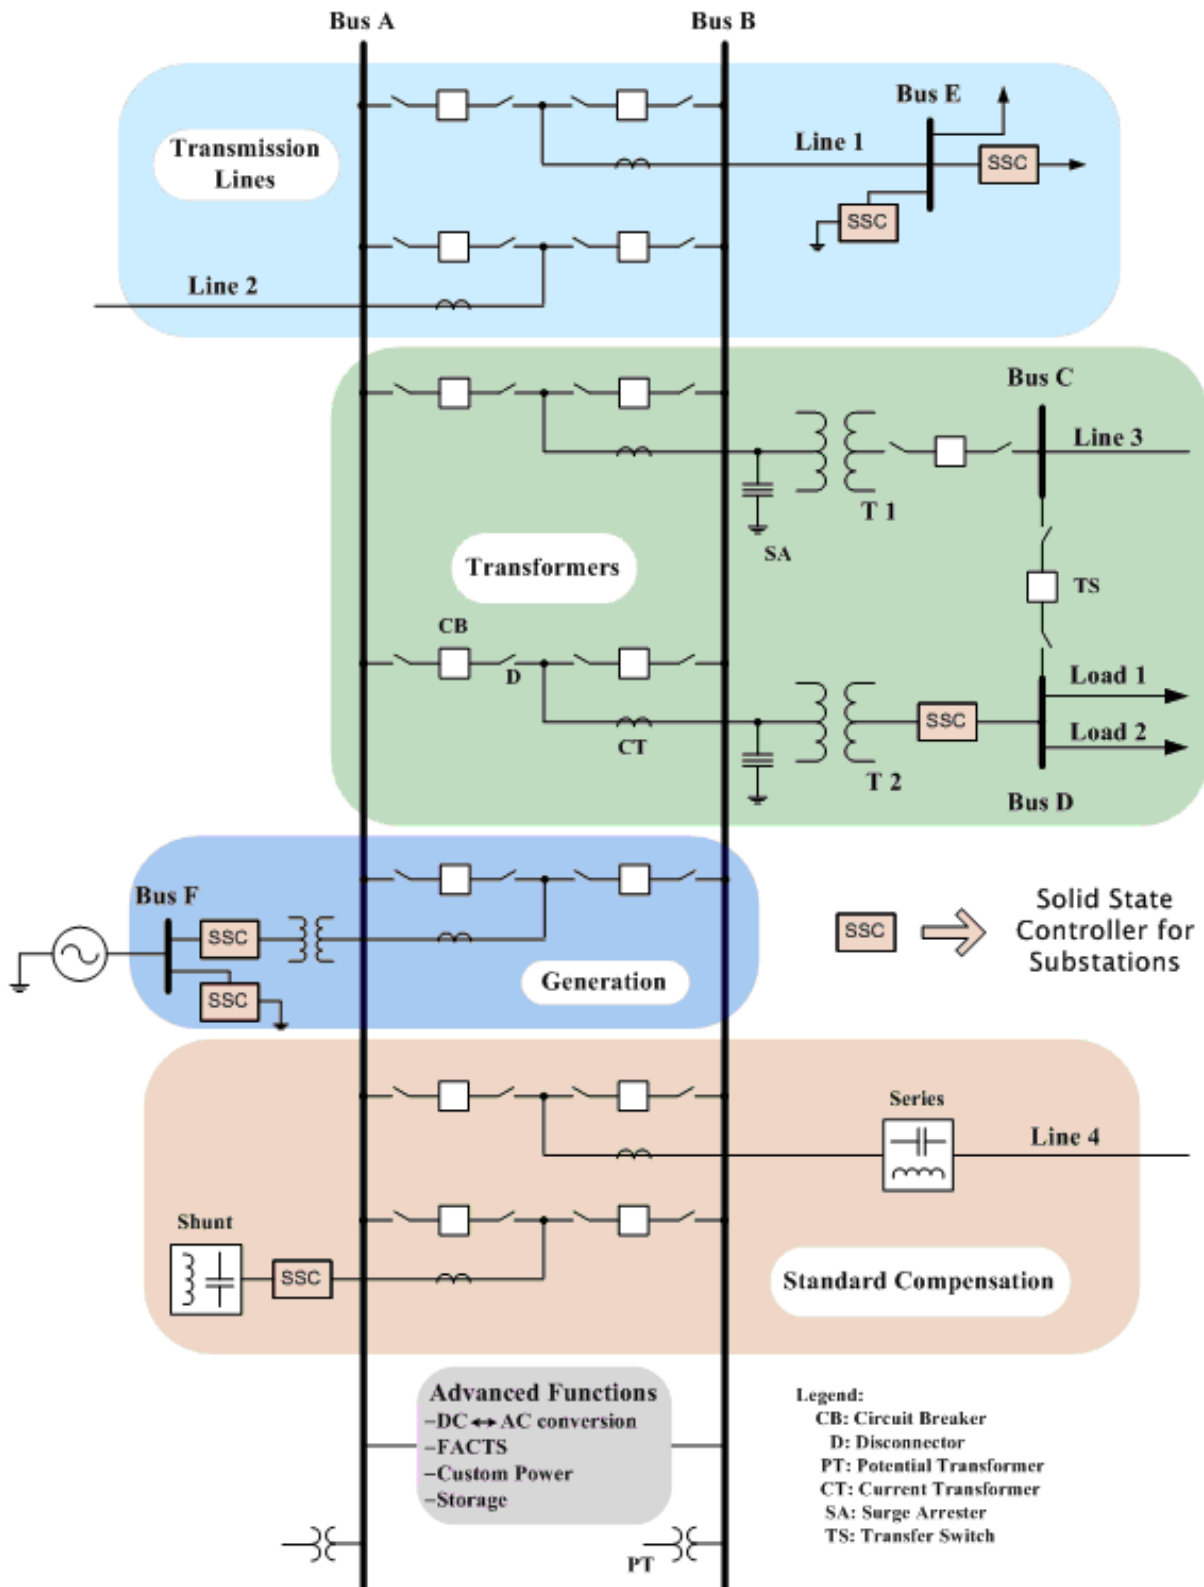 Bus A
Bus B
Bus E
Transmission
Lines
Line 1
SSC
SSC
Line 2
Bus C
Line 3
T 1
SA
Transformers
TS
CB
D
Load 1
SSC
CT
Load 2
T 2
Bus D
Bus F
SSC
SSC
Generation
SSC
Solid State
Controller for
Substations
Series
Line 4
Shunt
SSC
Standard Compensation
Advanced Functions
–DC ↔ AC conversion
–FACTS
–Custom Power
–Storage
PT
Legend:
CB: Circuit Breaker
D: Disconnector
PT: Potential Transformer
CT: Current Transformer
SA: Surge Arrester
TS: Transfer Switch